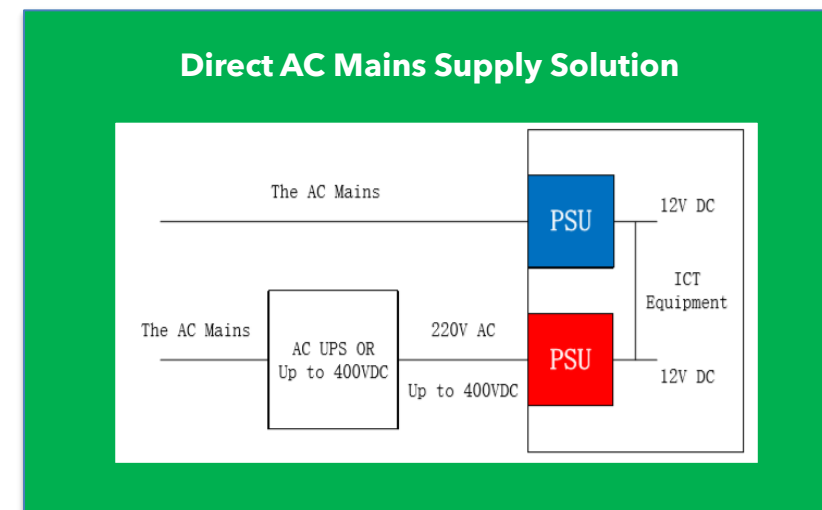 Direct AC Mains Supply Solution
The AC Mains
PSU
12V DC
ICT
Equipment
The AC Mains
AC UPS OR
Up to 400VDC
220V AC
Up to 400VDC
PSU
12V DC